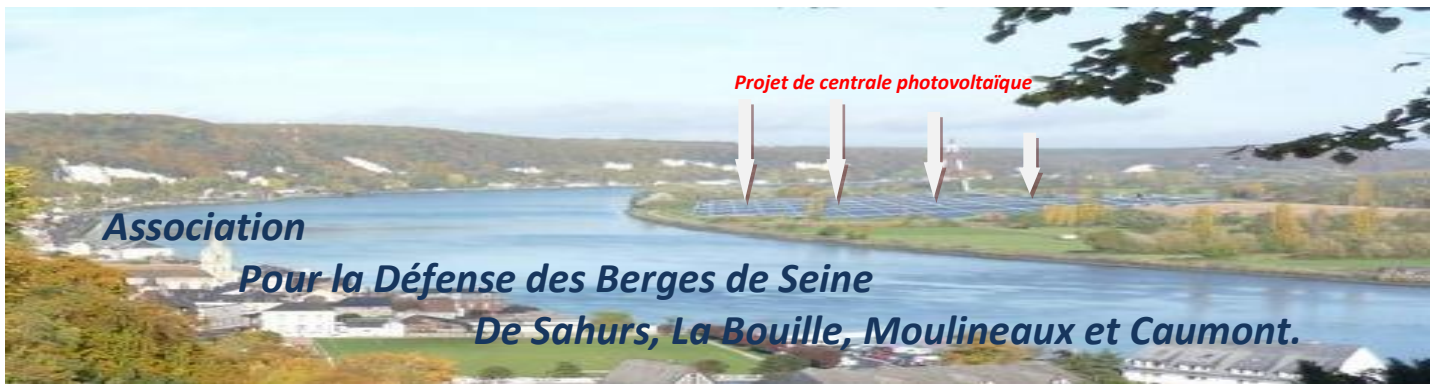 Projet de centrale photovoltaïque
Association
Pour la Défense des Berges de Seine
De Sahurs, La Bouille, Moulineaux et Caumont.